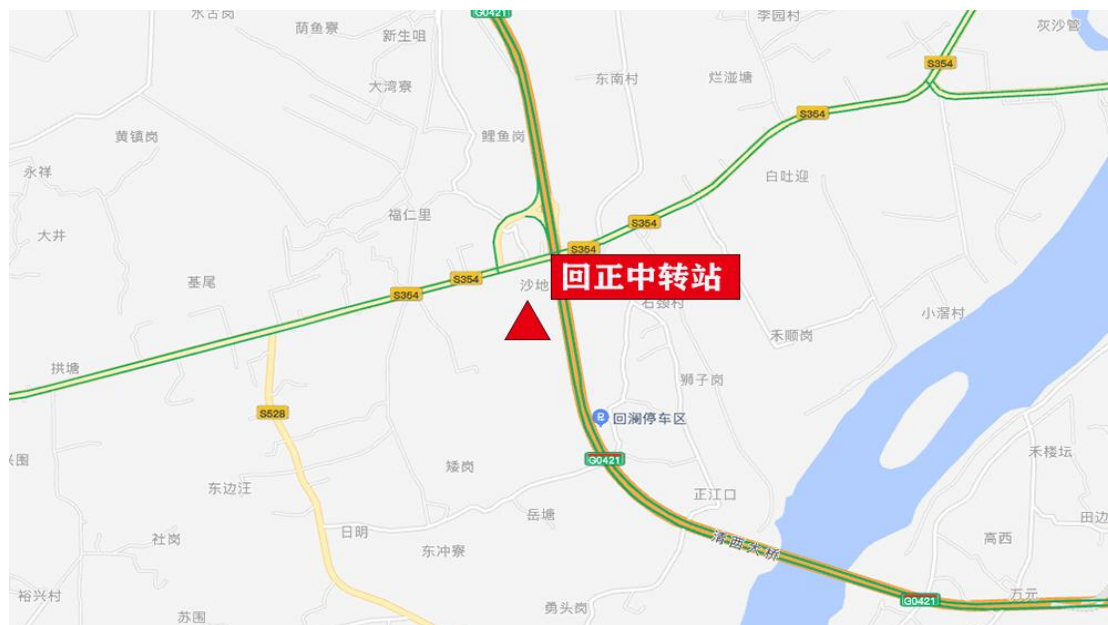 水古岗
荫鱼寮
新生咀
G0421
李园村
灰沙管
大湾寮
东南村
烂湴塘
S354
黄镇岗
鲤鱼岗
S354
永祥
白吐迎
福仁里
大井
S354
S354
基尾
S354
S354
沙地
回正中转站
石颈村
小滘村
禾顺岗
拱塘
狮子岗
S528
回澜停车区
禾楼坛
G0421
矮岗
东边汪
正江口
岳塘
田边
日明
社岗
东冲寮
清西大桥
高西
裕兴村
苏围
勇头岗
G0421
万元